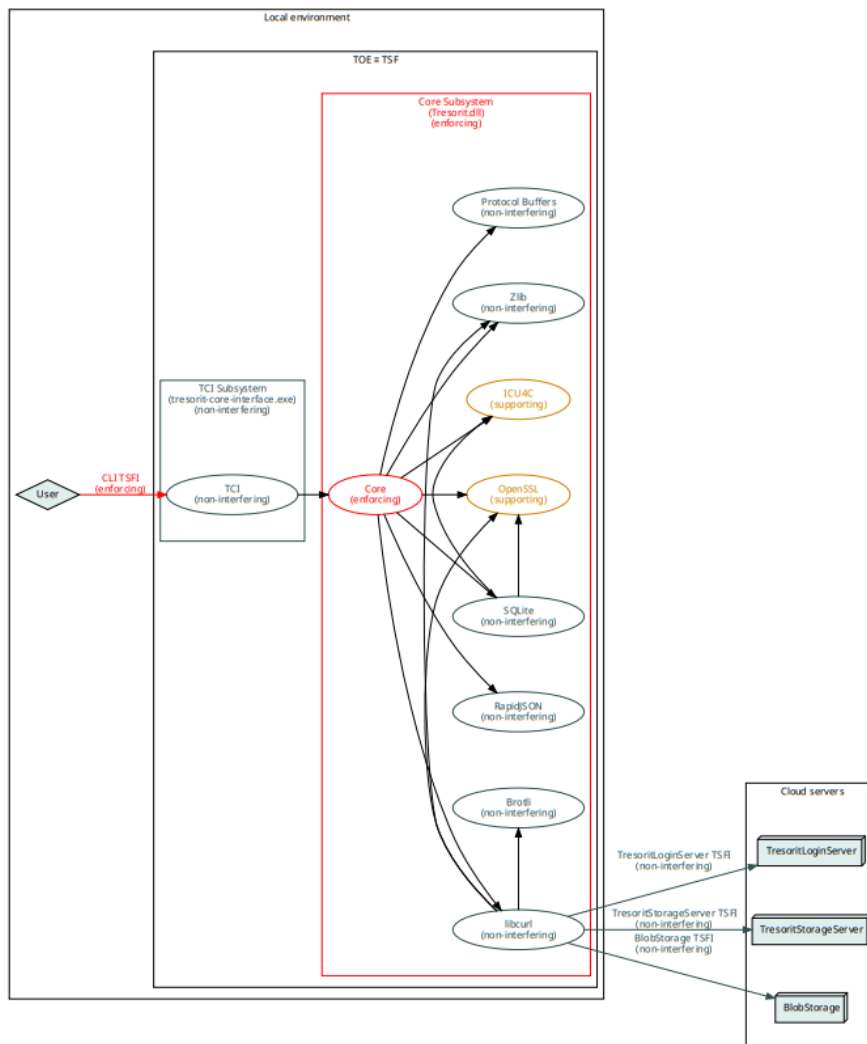 Local environment
TOE = TSF
Core Subsystem
(Tresorit.dll)
(enforcing)
Protocol Buffers
(non-interfering)
Zlib
(non-interfering)
TCI Subsystem
(tresorit-core-interface.exe)
(non-interfering)
ICU4C
(supporting)
User
CLI TSFI
(enforcing)
TCI
(non-interfering)
Core
(enforcing)
OpenSSL
(supporting)
SQLite
(non-interfering)
RapidJSON
(non-interfering)
Brotli
(non-interfering)
libcurl
(non-interfering)
Cloud servers
TresoritLoginServer TSFI
(non-interfering)
TresoritLoginServer
TresoritStorageServer TSFI
(non-interfering)
TresoritStorageServer
BlobStorage TSFI
(non-interfering)
BlobStorage